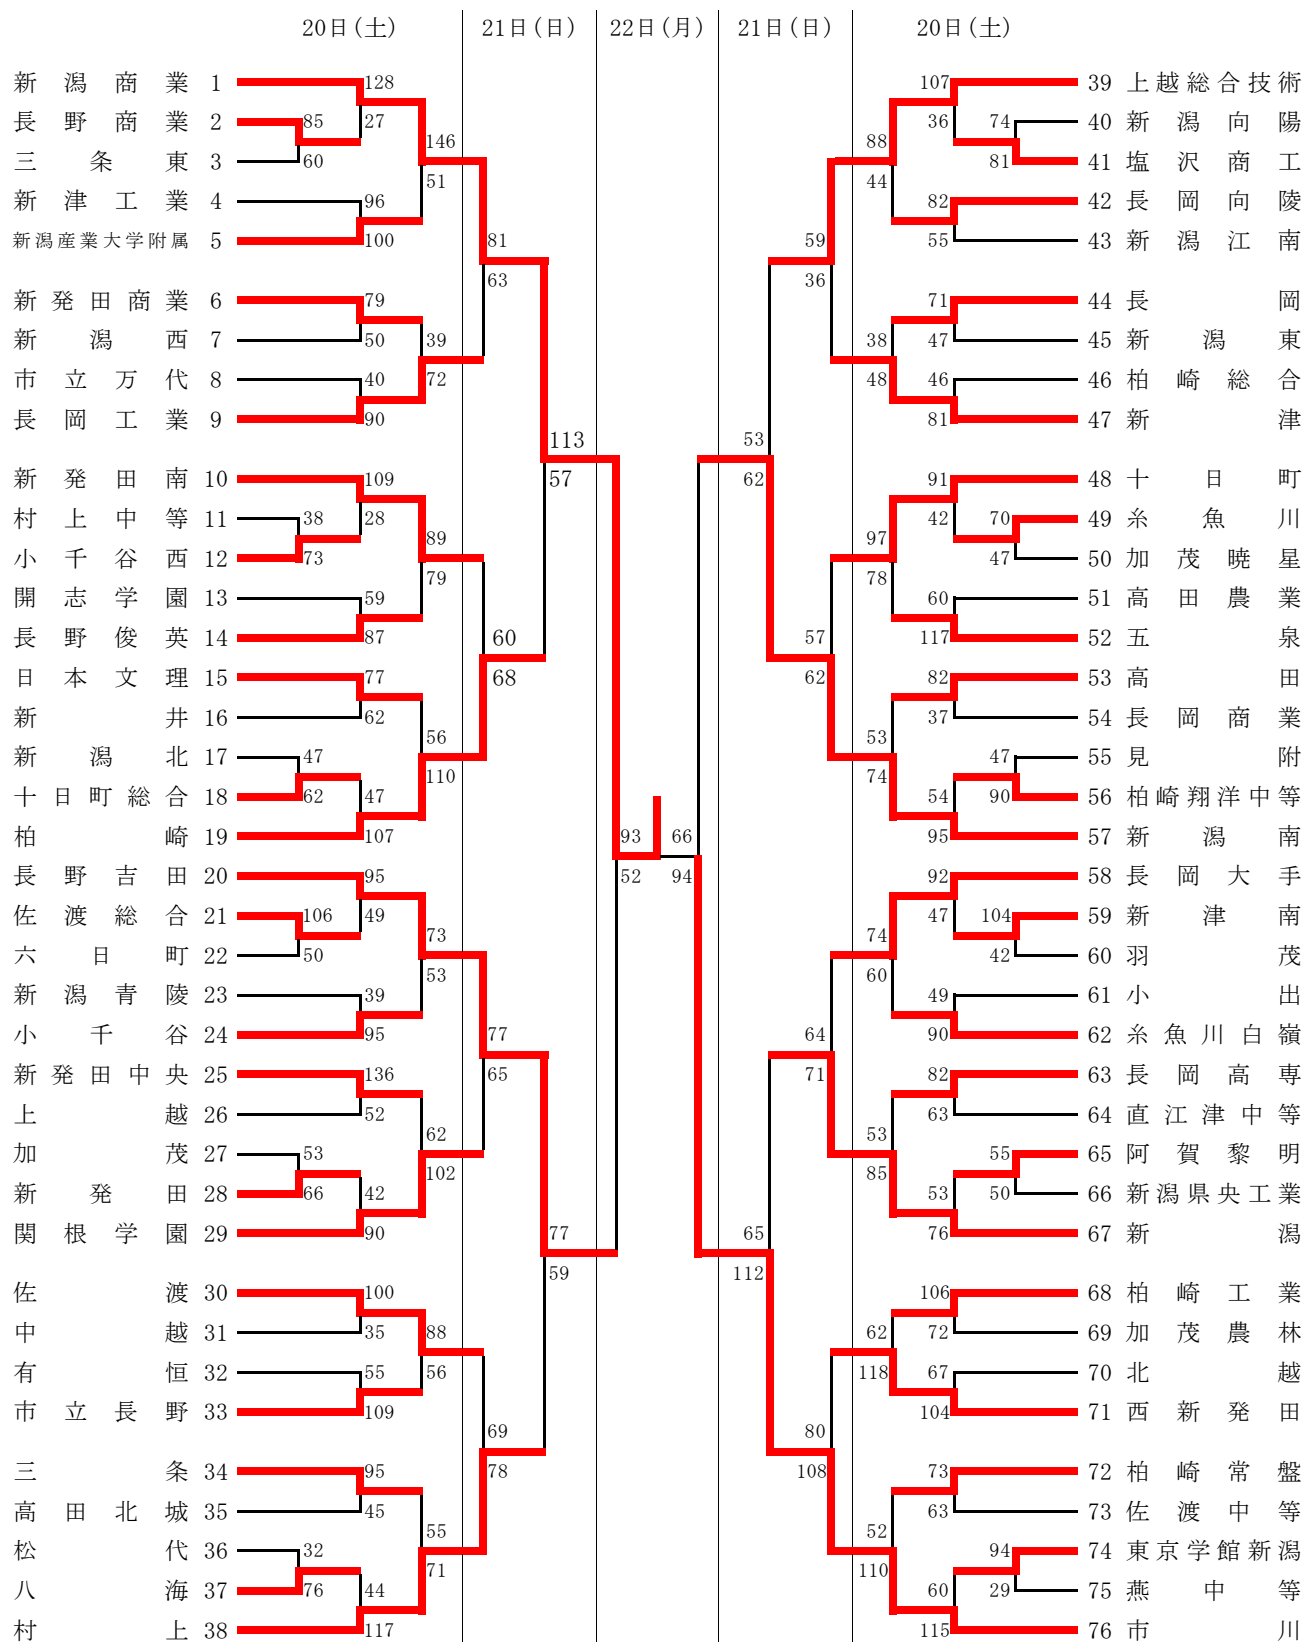 20日(土) 21日(日) 22日(月) 21日(日) 20日(土)
新潟商業 1 128 107 39 上越総合技術
長野商業 2 85 27 36 74 40 新潟向陽
146 88
三条東 3 60 81 41 塩沢商工
51 44
新津工業 4 96 82 42 長岡向陵
新潟産業大学附属 5 100 81 59 55 43 新潟江南
63 36
新発田商業 6 79 71 44 長岡
新潟西 7 50 39 38 47 45 新潟東
市立万代 8 40 72 48 46 46 柏崎総合
長岡工業 9 90 81 47 新津
113 53
新発田南 10 109 57 62 91 48 十日町
村上中等 11 38 28 42 70 49 糸魚川
89 97
小千谷西 12 73 47 50 加茂暁星
79 78
開志学園 13 59 60 51 高田農業
長野俊英 14 87 60 57 117 52 五泉
日本文理 15 77 68 62 82 53 高田
新井 16 62 37 54 長岡商業
56 53
新潟北 17 47 47 55 見附
110 74
十日町総合 18 62 47 54 90 56 柏崎翔洋中等
柏崎 19 107 93 66 95 57 新潟南
長野吉田 20 95 52 94 92 58 長岡大手
佐渡総合 21 106 49 47 104 59 新津南
73 74
六日町 22 50 42 60 羽茂
53 60
新潟青陵 23 39 49 61 小出
小千谷 24 95 77 64 90 62 糸魚川白嶺
新発田中央 25 136 65 71 82 63 長岡高専
上越 26 52 63 64 直江津中等
62 53
加茂 27 53 55 65 阿賀黎明
102 85
新発田 28 66 42 53 50 66 新潟県央工業
関根学園 29 90 77 65 76 67 新潟
59 112
佐渡 30 100 106 68 柏崎工業
中越 31 35 88 62 72 69 加茂農林
有恒 32 55 56 118 67 70 北越
市立長野 33 109 104 71 西新発田
69 80
三条 34 95 78 108 73 72 柏崎常盤
高田北城 35 45 63 73 佐渡中等
55 52
松代 36 32 94 74 東京学館新潟
71 110
八海 37 76 44 60 29 75 燕中等
村上 38 117 115 76 市川